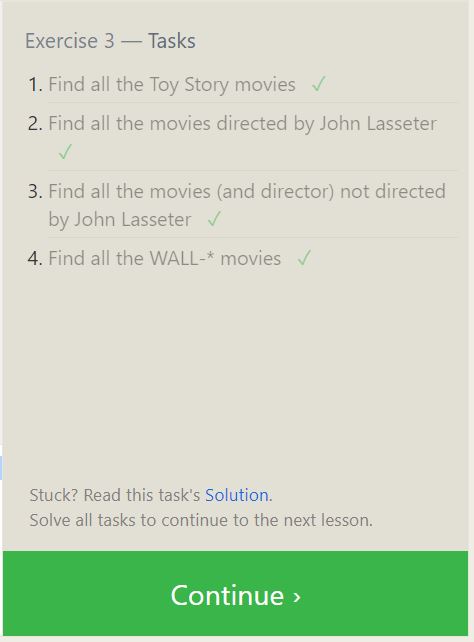 Exercise 3 — Tasks
1. Find all the Toy Story movies ✓
2. Find all the movies directed by John Lasseter
✓
3. Find all the movies (and director) not directed
by John Lasseter ✓
4. Find all the WALL-* movies ✓
Stuck? Read this task's Solution.
Solve all tasks to continue to the next lesson.
Continue ›